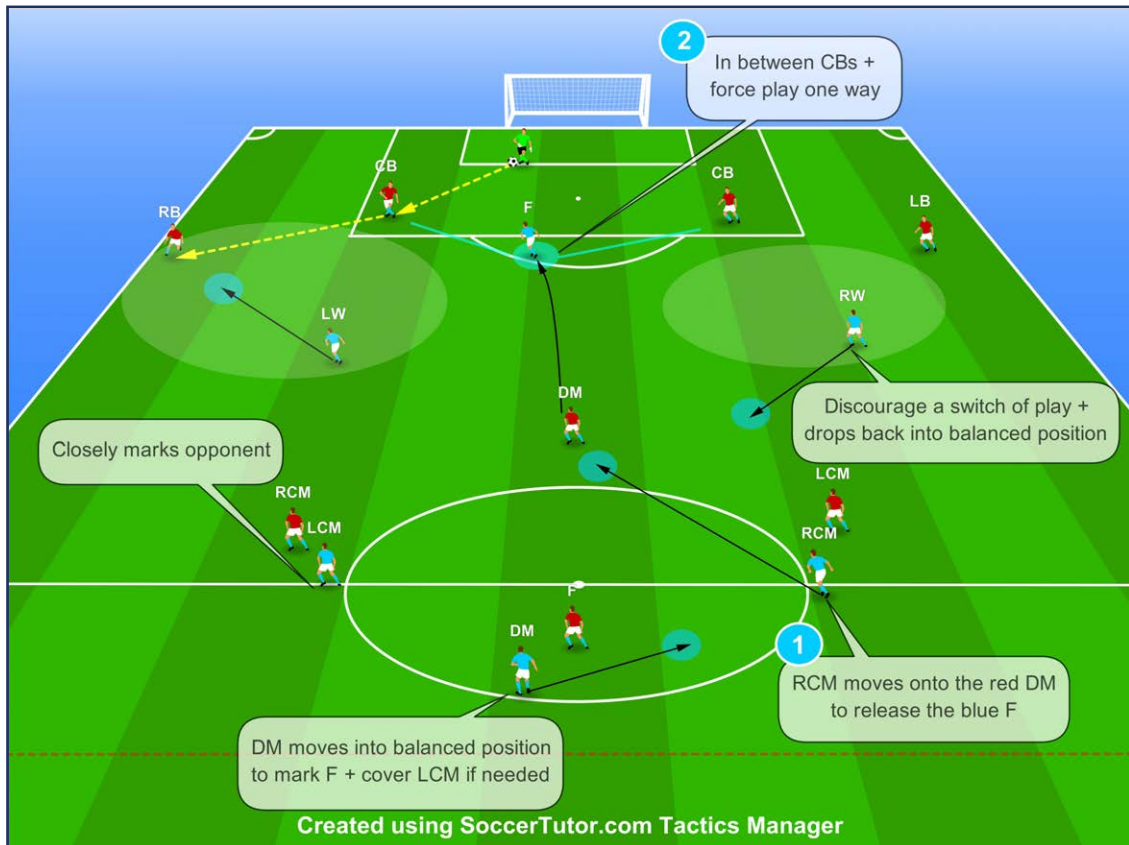 2
In between CBs +
force play one way
CB
CB
RB
F
LB
LW
RW
DM
Discourage a switch of play +
drops back into balanced position
Closely marks opponent
RCM
LCM
LCM
RCM
F
DM
1
RCM moves onto the red DM
to release the blue F
DM moves into balanced position
to mark F + cover LCM if needed
Created using SoccerTutor.com Tactics Manager